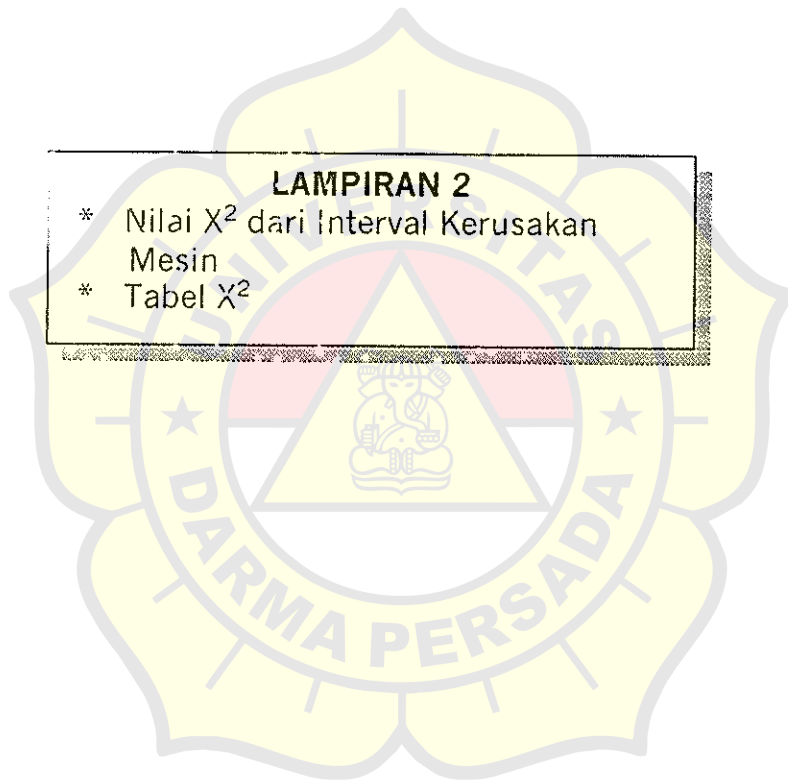 LAMPIRAN 2
* Nilai X² dari Interval Kerusakan
Mesin
* Tabel X²
UNIVERSITAS
DARMA PERSADA